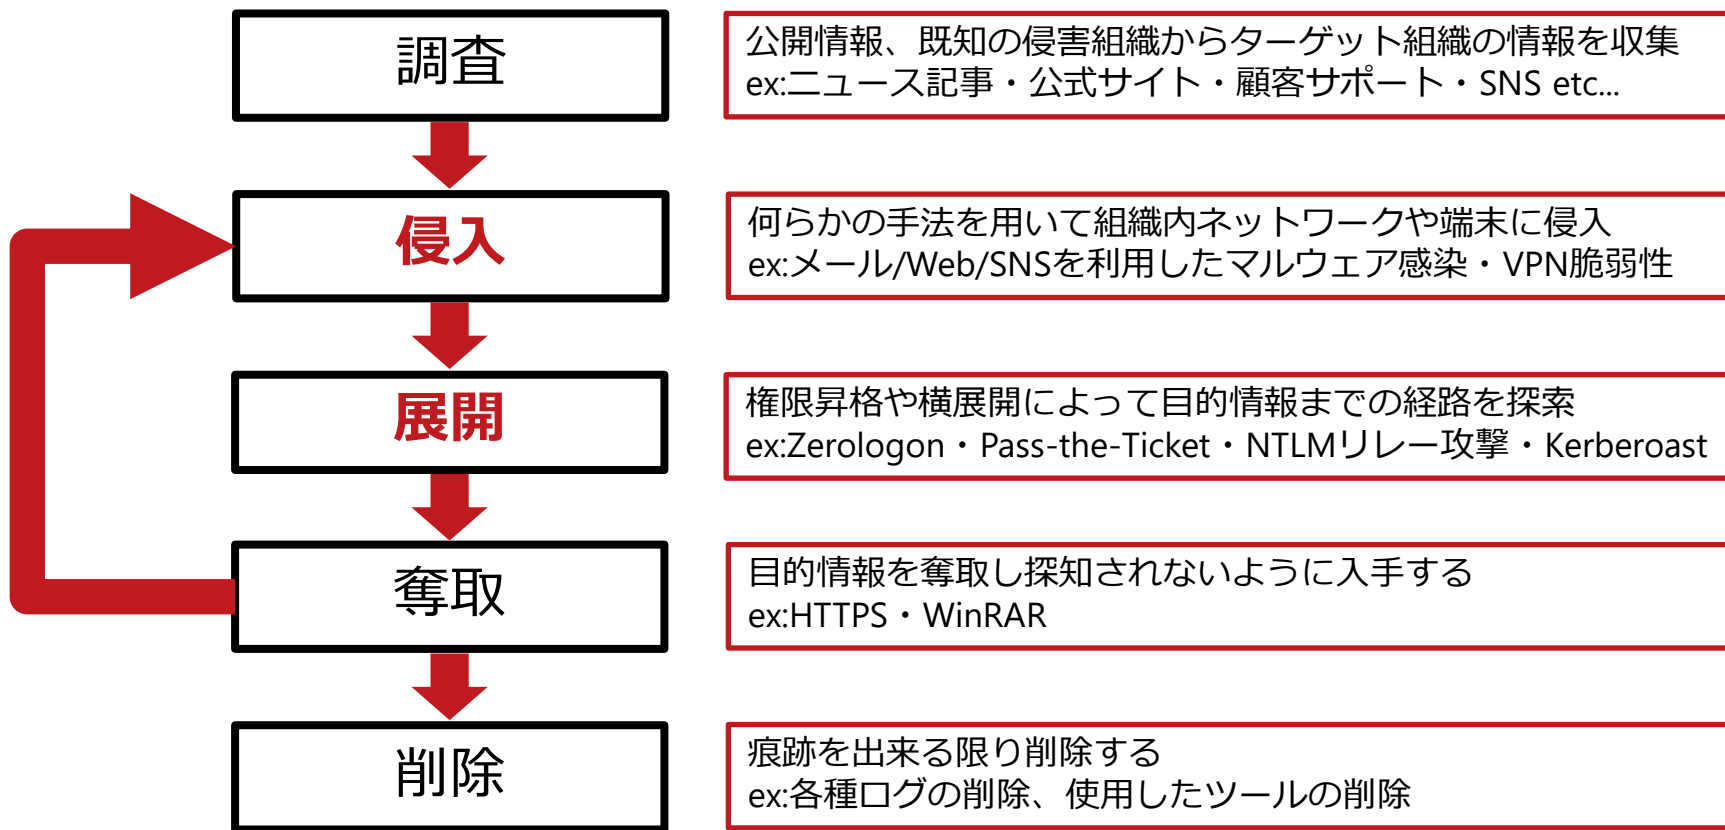 調査
公開情報、既知の侵害組織からターゲット組織の情報を収集
ex:ニュース記事・公式サイト・顧客サポート・SNS etc...
侵入
何らかの手法を用いて組織内ネットワークや端末に侵入
ex:メール/Web/SNSを利用したマルウェア感染・VPN脆弱性
展開
権限昇格や横展開によって目的情報までの経路を探索
ex:Zerologon・Pass-the-Ticket・NTLMリレー攻撃・Kerberoast
奪取
目的情報を奪取し探知されないように入手する
ex:HTTPS・WinRAR
削除
痕跡を出来る限り削除する
ex:各種ログの削除、使用したツールの削除